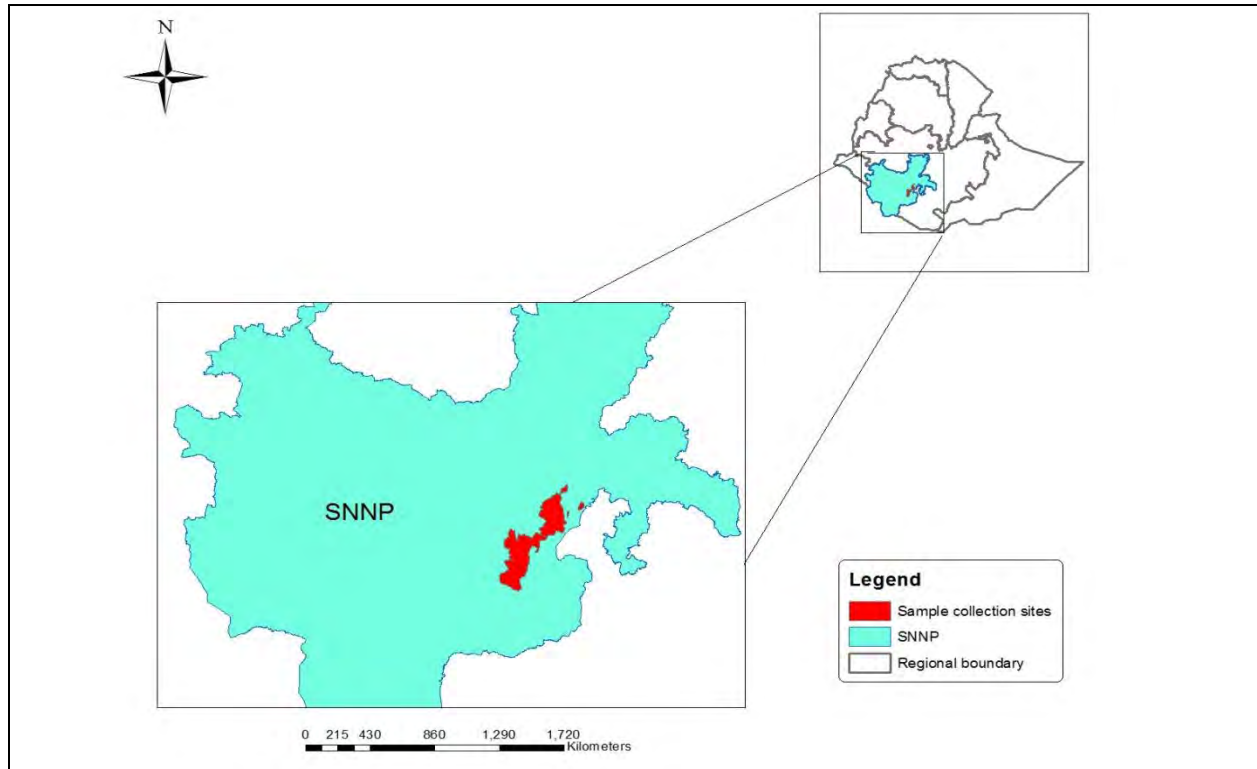 N
SNNP
Legend
Sample collection sites
SNNP
Regional boundary
0 215 430 860 1,290 1,720
Kilometers